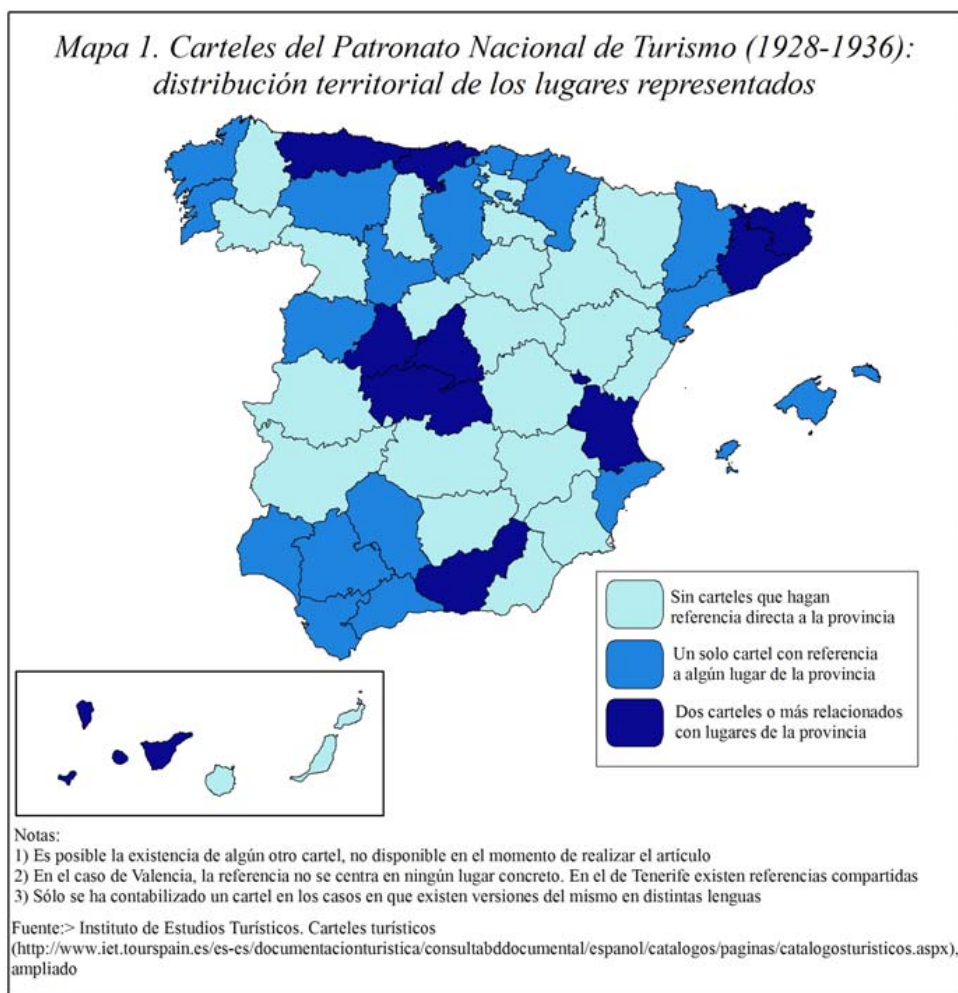 Mapa 1. Carteles del Patronato Nacional de Turismo (1928-1936):
distribución territorial de los lugares representados
Sin carteles que hagan
referencia directa a la provincia
Un solo cartel con referencia
a algún lugar de la provincia
Dos carteles o más relacionados
con lugares de la provincia
Notas:
1) Es posible la existencia de algún otro cartel, no disponible en el momento de realizar el artículo
2) En el caso de Valencia, la referencia no se centra en ningún lugar concreto. En el de Tenerife existen referencias compartidas
3) Sólo se ha contabilizado un cartel en los casos en que existen versiones del mismo en distintas lenguas
Fuente:> Instituto de Estudios Turísticos. Carteles turísticos
(http://www.iet.tourspain.es/es-es/documentacionturistica/consultabddocumental/espanol/catalogos/paginas/catalogosturisticos.aspx),
ampliado